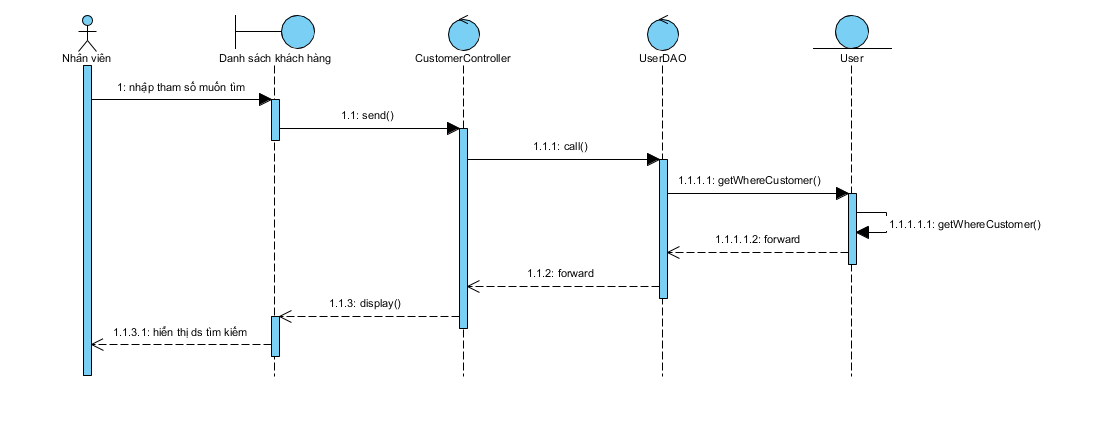 Nhân viên
Danh sách khách hàng
CustomerController
UserDAO
User
1: nhập tham số muốn tìm
1.1: send()
1.1.1: call()
1.1.1.1: getWhereCustomer()
1.1.1.1.1: getWhereCustomer()
1.1.1.1.2: forward
1.1.2: forward
1.1.3: display()
1.1.3.1: hiển thị ds tìm kiếm